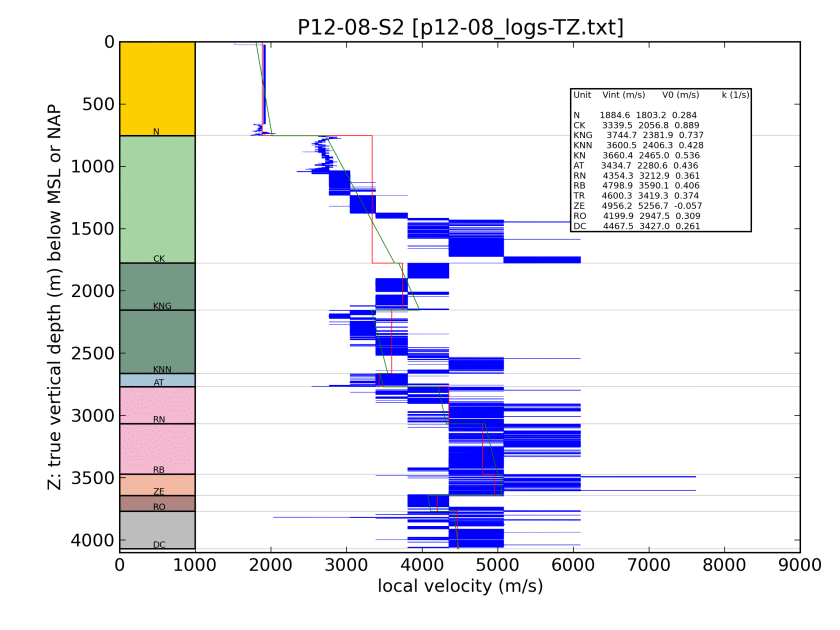 P12-08-S2 [p12-08_logs-TZ.txt]
Z: true vertical depth (m) below MSL or NAP
0
500
1000
1500
2000
2500
3000
3500
4000
N
CK
KNG
KNN
AT
RN
RB
ZE
RO
DC
Unit Vint (m/s) V0 (m/s) k (1/s)
N 1884.6 1803.2 0.284
CK 3339.5 2056.8 0.889
KNG 3744.7 2381.9 0.737
KNN 3600.5 2406.3 0.428
KN 3660.4 2465.0 0.536
AT 3434.7 2280.6 0.436
RN 4354.3 3212.9 0.361
RB 4798.9 3590.1 0.406
TR 4600.3 3419.3 0.374
ZE 4956.2 5256.7 -0.057
RO 4199.9 2947.5 0.309
DC 4467.5 3427.0 0.261
0 1000 2000 3000 4000 5000 6000 7000 8000 9000
local velocity (m/s)